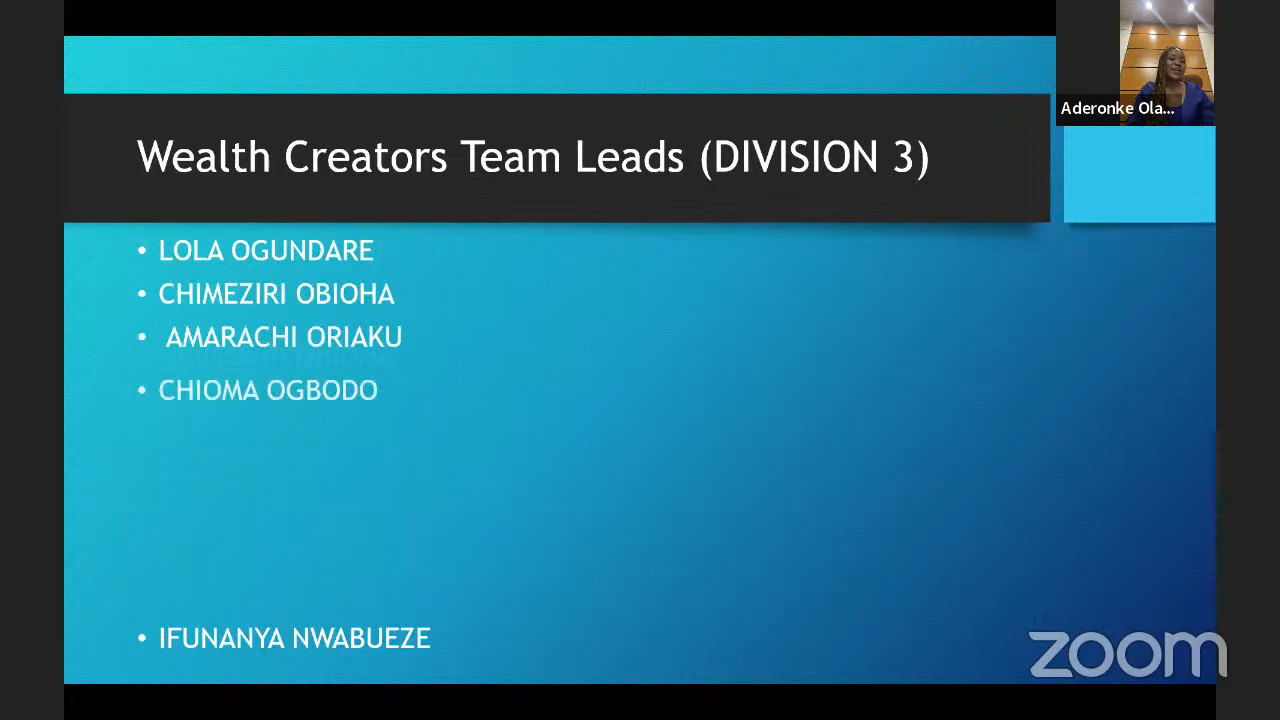 Aderonke Ola...
Wealth Creators Team Leads (DIVISION 3)
• LOLA OGUNDARE
• CHIMEZIRI OBIOHA
• AMARACHI ORIAKU
• CHIOMA OGBODO
• IFUNANYA NWABUEZE
zoom